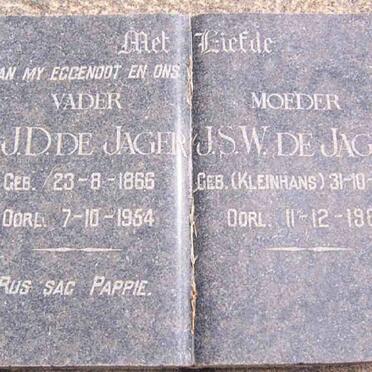 Met Liefde
AN MY EGGENOOT EN ONS
VADER
J.D. DE JAGER
GEB. 23-8-1866
OORL. 7-10-1954
RUS SAG PAPPIE.
MOEDER
J.S.W. DE JAG
GEB. (KLEINHANS) 31-10-
OORL. 11-12-19